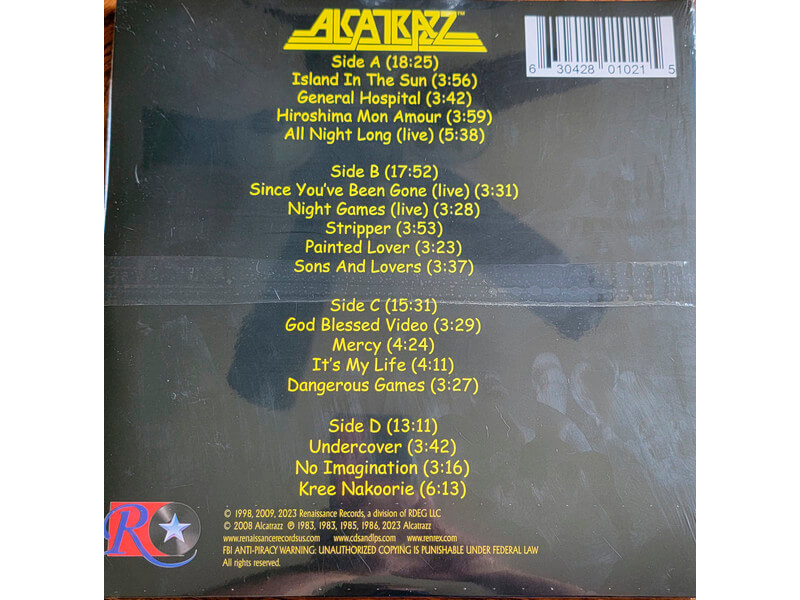 ALCATRAZZ™
6 30428 01021 5
Side A (18:25)
Island In The Sun (3:56)
General Hospital (3:42)
Hiroshima Mon Amour (3:59)
All Night Long (live) (5:38)
Side B (17:52)
Since You've Been Gone (live) (3:31)
Night Games (live) (3:28)
Stripper (3:53)
Painted Lover (3:23)
Sons And Lovers (3:37)
Side C (15:31)
God Blessed Video (3:29)
Mercy (4:24)
It's My Life (4:11)
Dangerous Games (3:27)
Side D (13:11)
Undercover (3:42)
No Imagination (3:16)
Kree Nakoorie (6:13)
R
© 1998, 2009, 2023 Renaissance Records, a division of RDEG LLC
© 2008 Alcatrazz ℗ 1983, 1983, 1985, 1986, 2023 Alcatrazz
www.renaissancerecordsus.com www.cdsandlps.com www.renrex.com
FBI ANTI-PIRACY WARNING: UNAUTHORIZED COPYING IS PUNISHABLE UNDER FEDERAL LAW
All rights reserved.